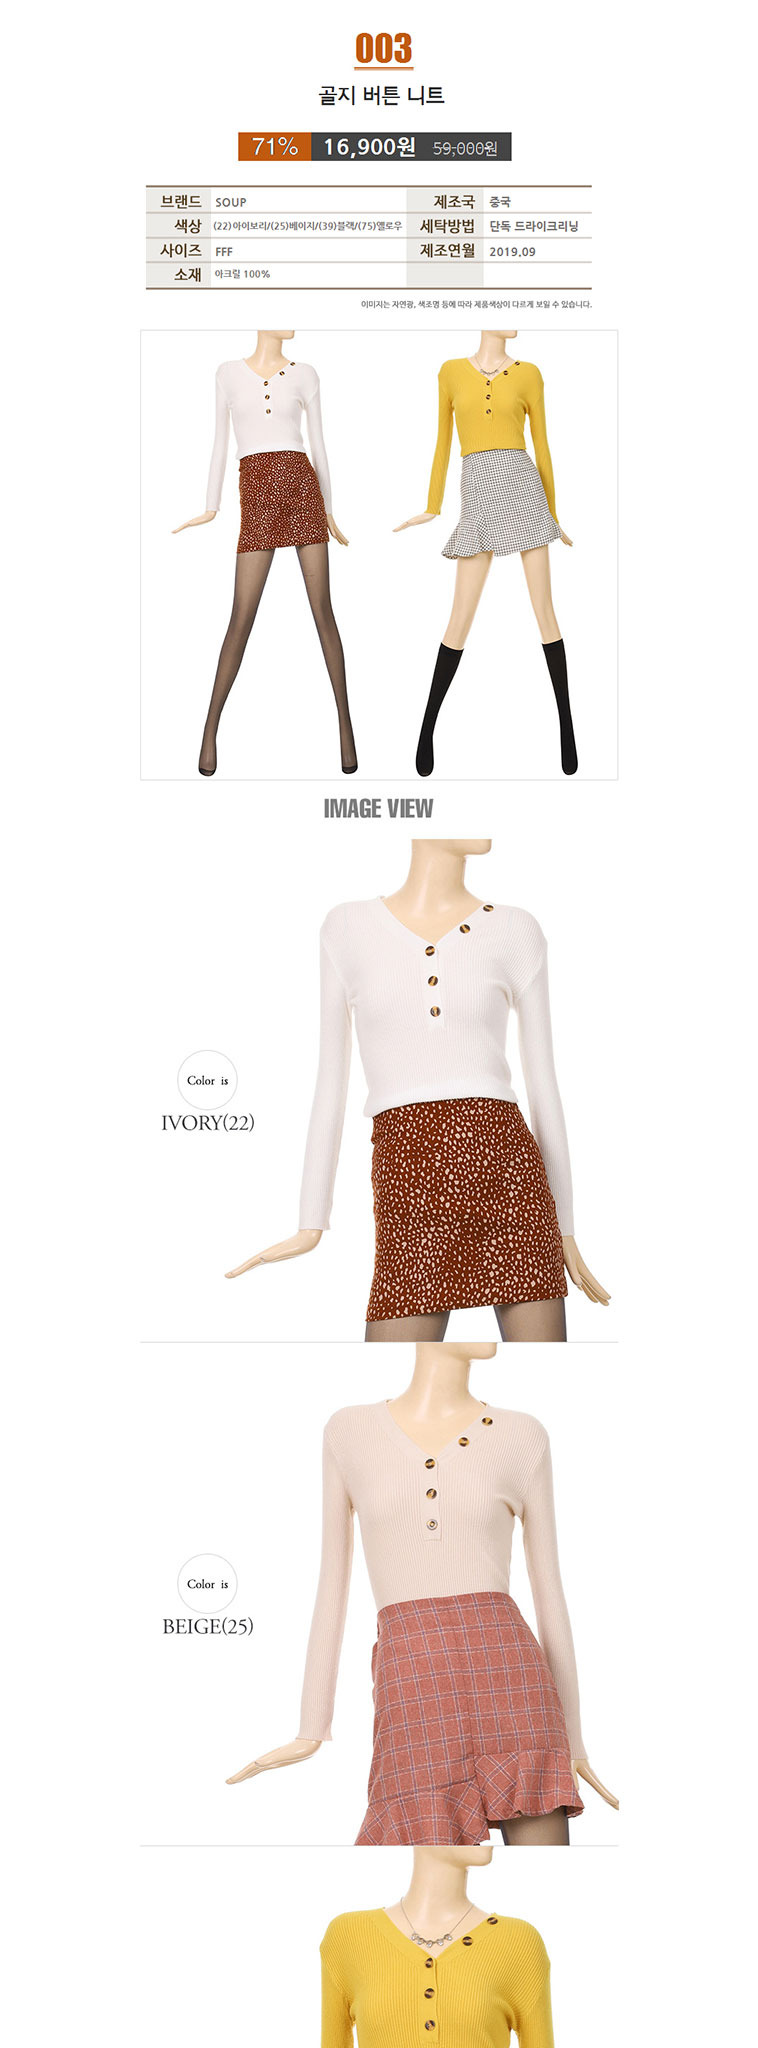 003
골지 버튼 니트
71% 16,900원 59,000원
브랜드 SOUP 제조국 중국
색상 (22)아이보리/(25)베이지/(39)블랙/(75)옐로우 세탁방법 단독 드라이크리닝
사이즈 FFF 제조연월 2019.09
소재 아크릴 100%
이미지는 자연광, 색조명 등에 따라 제품색상이 다르게 보일 수 있습니다.
IMAGE VIEW
Color is
IVORY(22)
Color is
BEIGE(25)